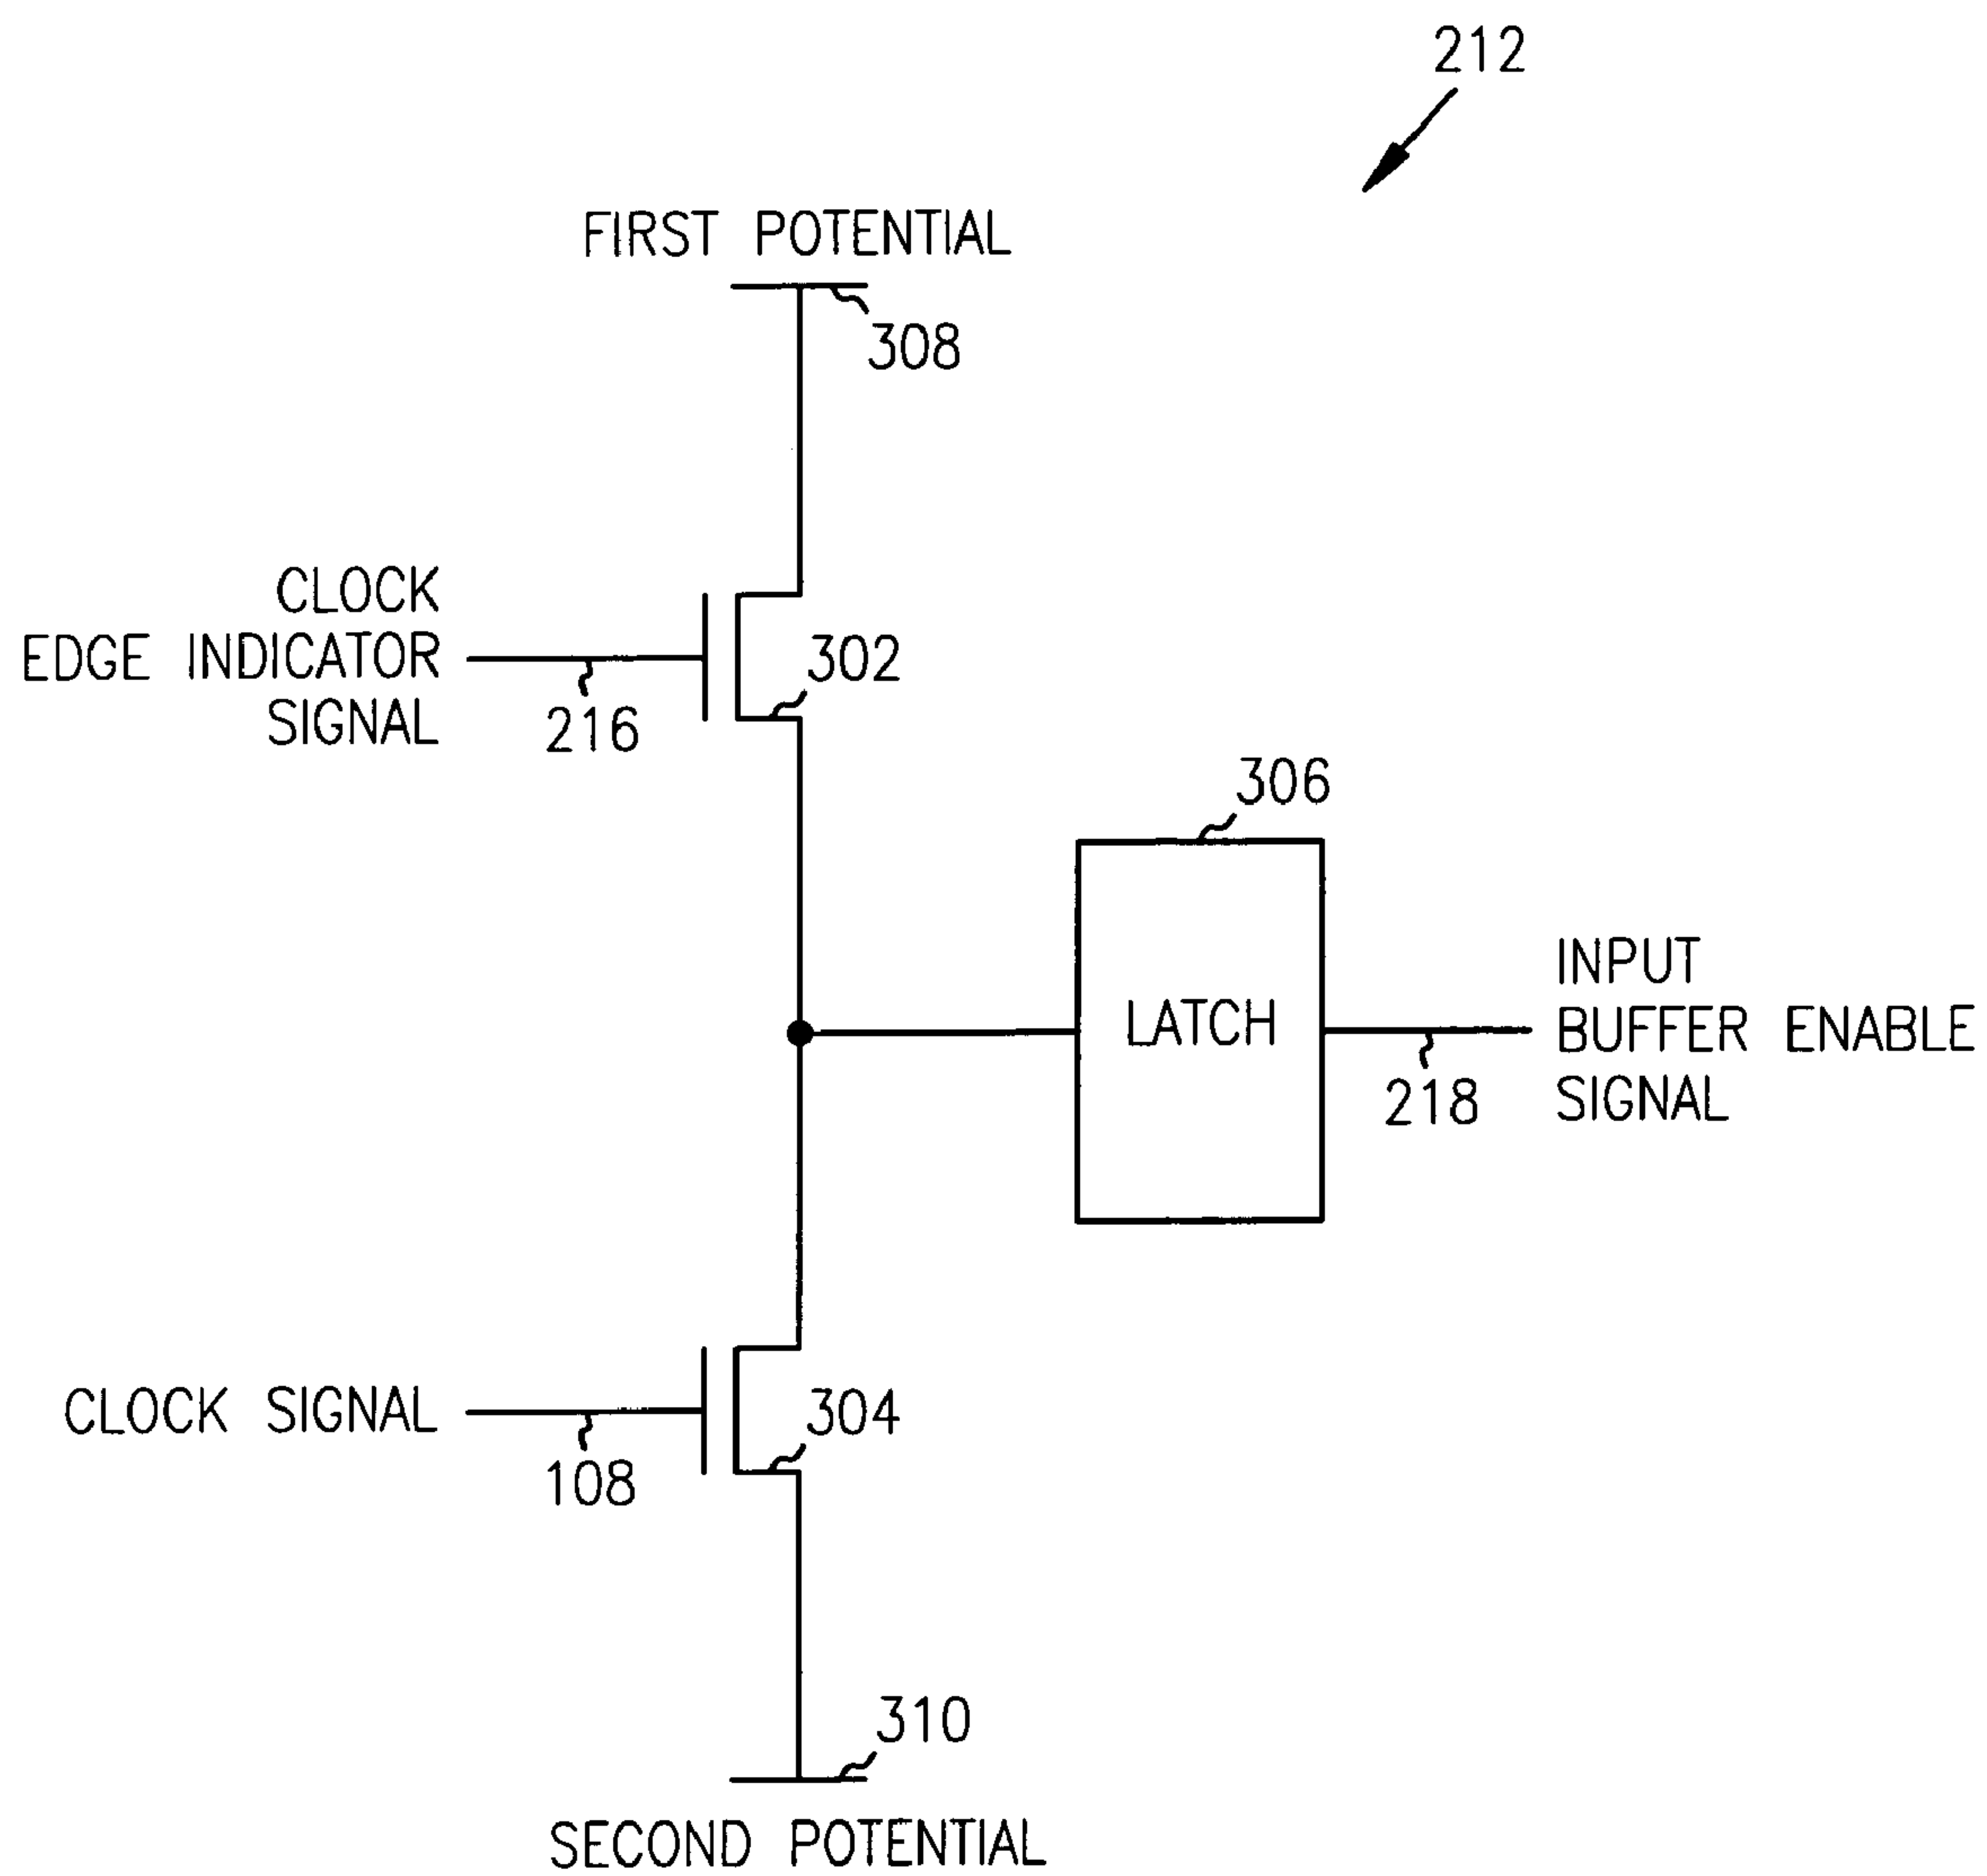 212
FIRST POTENTIAL
308
CLOCK
EDGE INDICATOR
SIGNAL
216
302
306
LATCH
INPUT
BUFFER ENABLE
SIGNAL
218
CLOCK SIGNAL
108
304
310
SECOND POTENTIAL